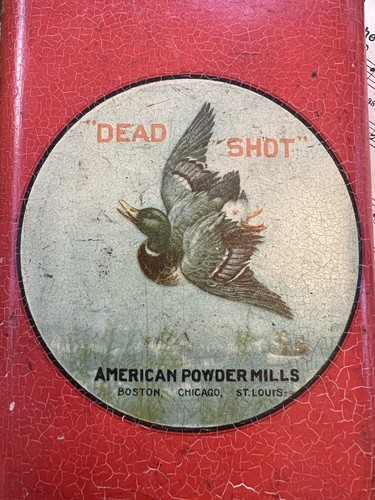 "DEAD SHOT"
AMERICAN POWDER MILLS
BOSTON, CHICAGO, ST. LOUIS.